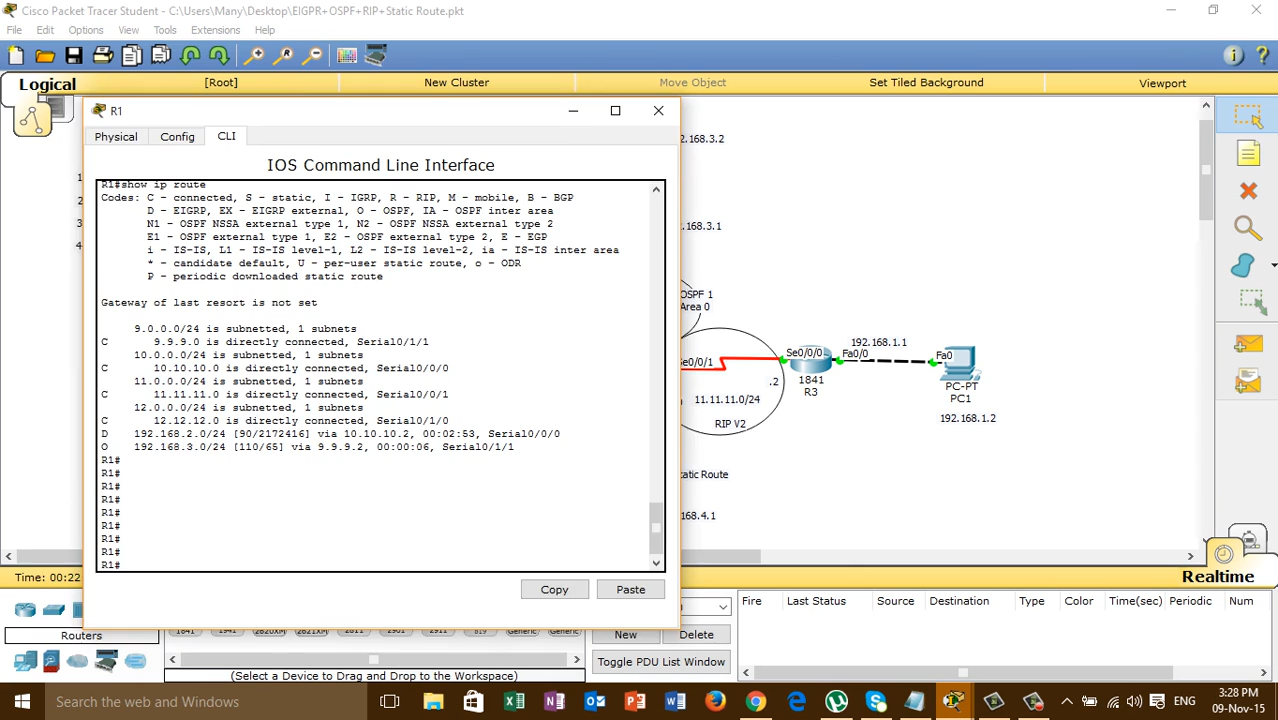 Cisco Packet Tracer Student - C:\Users\Many\Desktop\EIGPR+OSPF+RIP+Static Route.pkt
File Edit Options View Tools Extensions Help
Logical [Root] New Cluster Move Object Set Tiled Background Viewport
R1
Physical Config CLI
IOS Command Line Interface
R1#show ip route
Codes: C - connected, S - static, I - IGRP, R - RIP, M - mobile, B - BGP
D - EIGRP, EX - EIGRP external, O - OSPF, IA - OSPF inter area
N1 - OSPF NSSA external type 1, N2 - OSPF NSSA external type 2
E1 - OSPF external type 1, E2 - OSPF external type 2, E - EGP
i - IS-IS, L1 - IS-IS level-1, L2 - IS-IS level-2, ia - IS-IS inter area
* - candidate default, U - per-user static route, o - ODR
P - periodic downloaded static route
Gateway of last resort is not set
9.0.0.0/24 is subnetted, 1 subnets
C 9.9.9.0 is directly connected, Serial0/1/1
10.0.0.0/24 is subnetted, 1 subnets
C 10.10.10.0 is directly connected, Serial0/0/0
11.0.0.0/24 is subnetted, 1 subnets
C 11.11.11.0 is directly connected, Serial0/0/1
12.0.0.0/24 is subnetted, 1 subnets
C 12.12.12.0 is directly connected, Serial0/1/0
D 192.168.2.0/24 [90/2172416] via 10.10.10.2, 00:02:53, Serial0/0/0
O 192.168.3.0/24 [110/65] via 9.9.9.2, 00:00:06, Serial0/1/1
R1#
R1#
R1#
R1#
R1#
R1#
R1#
R1#
R1#
Copy Paste
2.168.3.2
2.168.3.1
OSPF 1
Area 0
Se0/0/1
Se0/0/0
192.168.1.1
Fa0/0
Fa0
.2
1841
R3
PC-PT
PC1
11.11.11.0/24
192.168.1.2
RIP V2
tatic Route
2.168.4.1
Time: 00:22
Realtime
Fire Last Status Source Destination Type Color Time(sec) Periodic Num
Routers
1841 1941 2620XM 2621XM 2811 2901 2911 819 Generic Generic
New Delete
Toggle PDU List Window
(Select a Device to Drag and Drop to the Workspace)
Search the web and Windows
ENG
3:28 PM
09-Nov-15